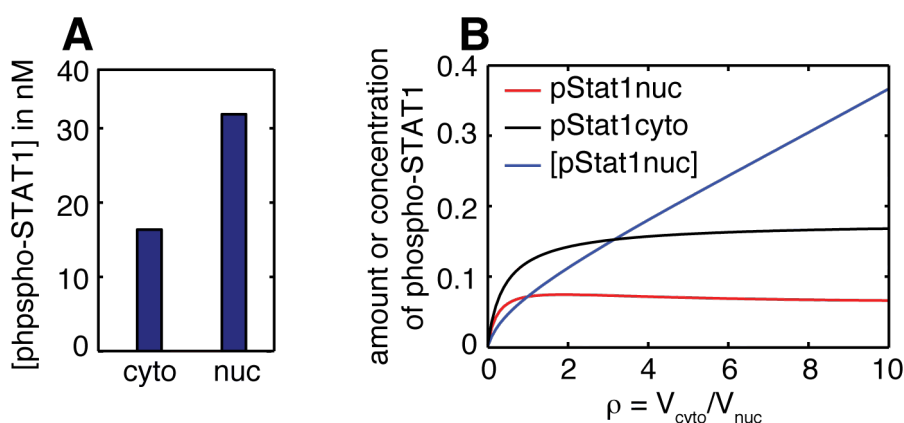 A
[phpspho-STAT1] in nM
40
30
20
10
0
cyto nuc
B
amount or concentration
of phospho-STAT1
0.4
0.3
0.2
0.1
0
pStat1nuc
pStat1cyto
[pStat1nuc]
0 2 4 6 8 10
ρ = Vcyto/Vnuc